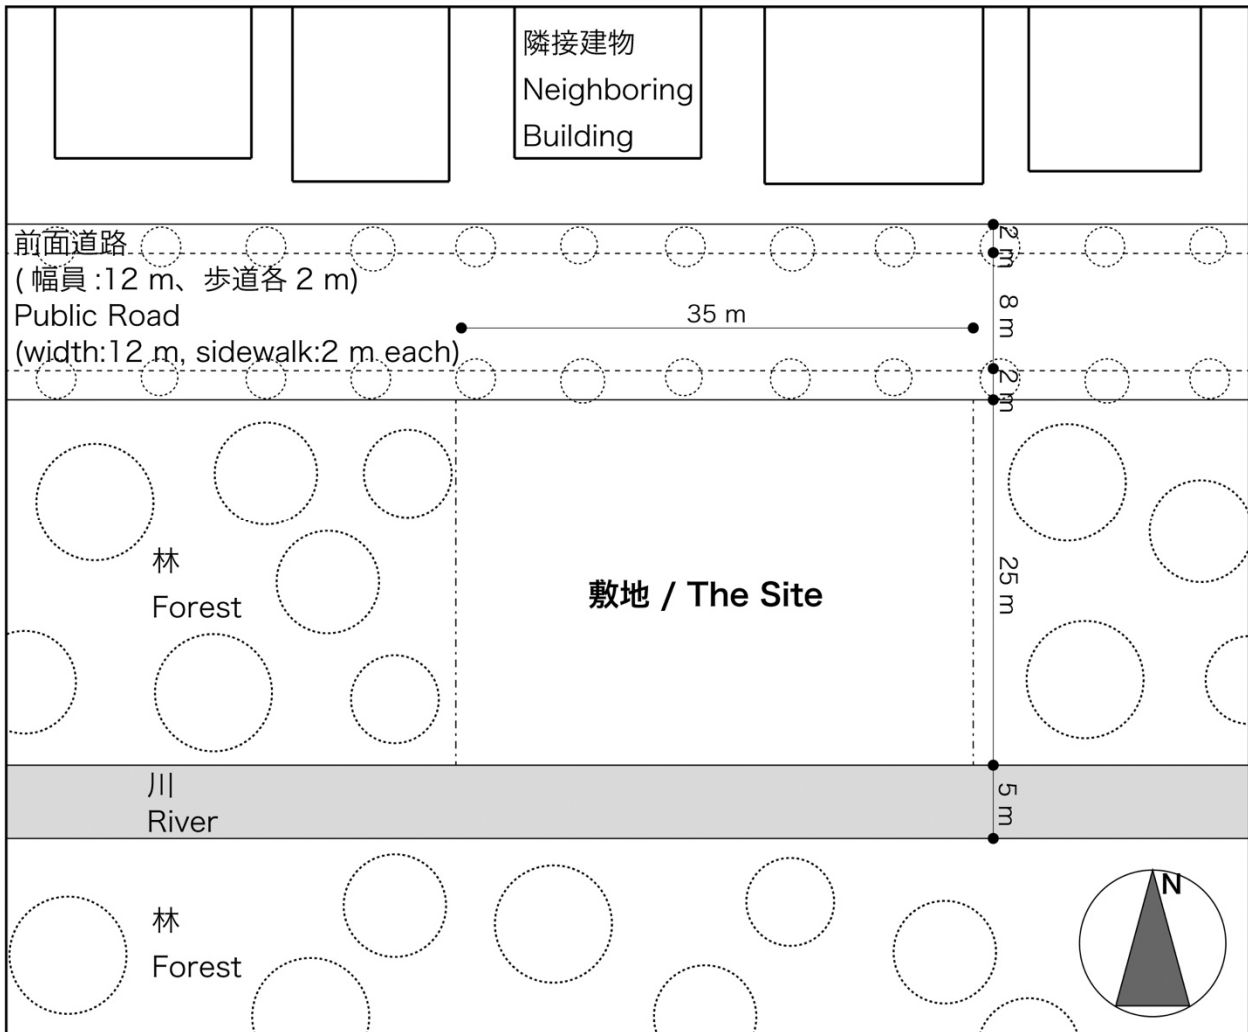 隣接建物
Neighboring
Building
前面道路
( 幅員 :12 m、歩道各 2 m)
Public Road
(width:12 m, sidewalk:2 m each)
2 m
8 m
35 m
2 m
林
Forest
敷地 / The Site
25 m
川
River
5 m
林
Forest
N